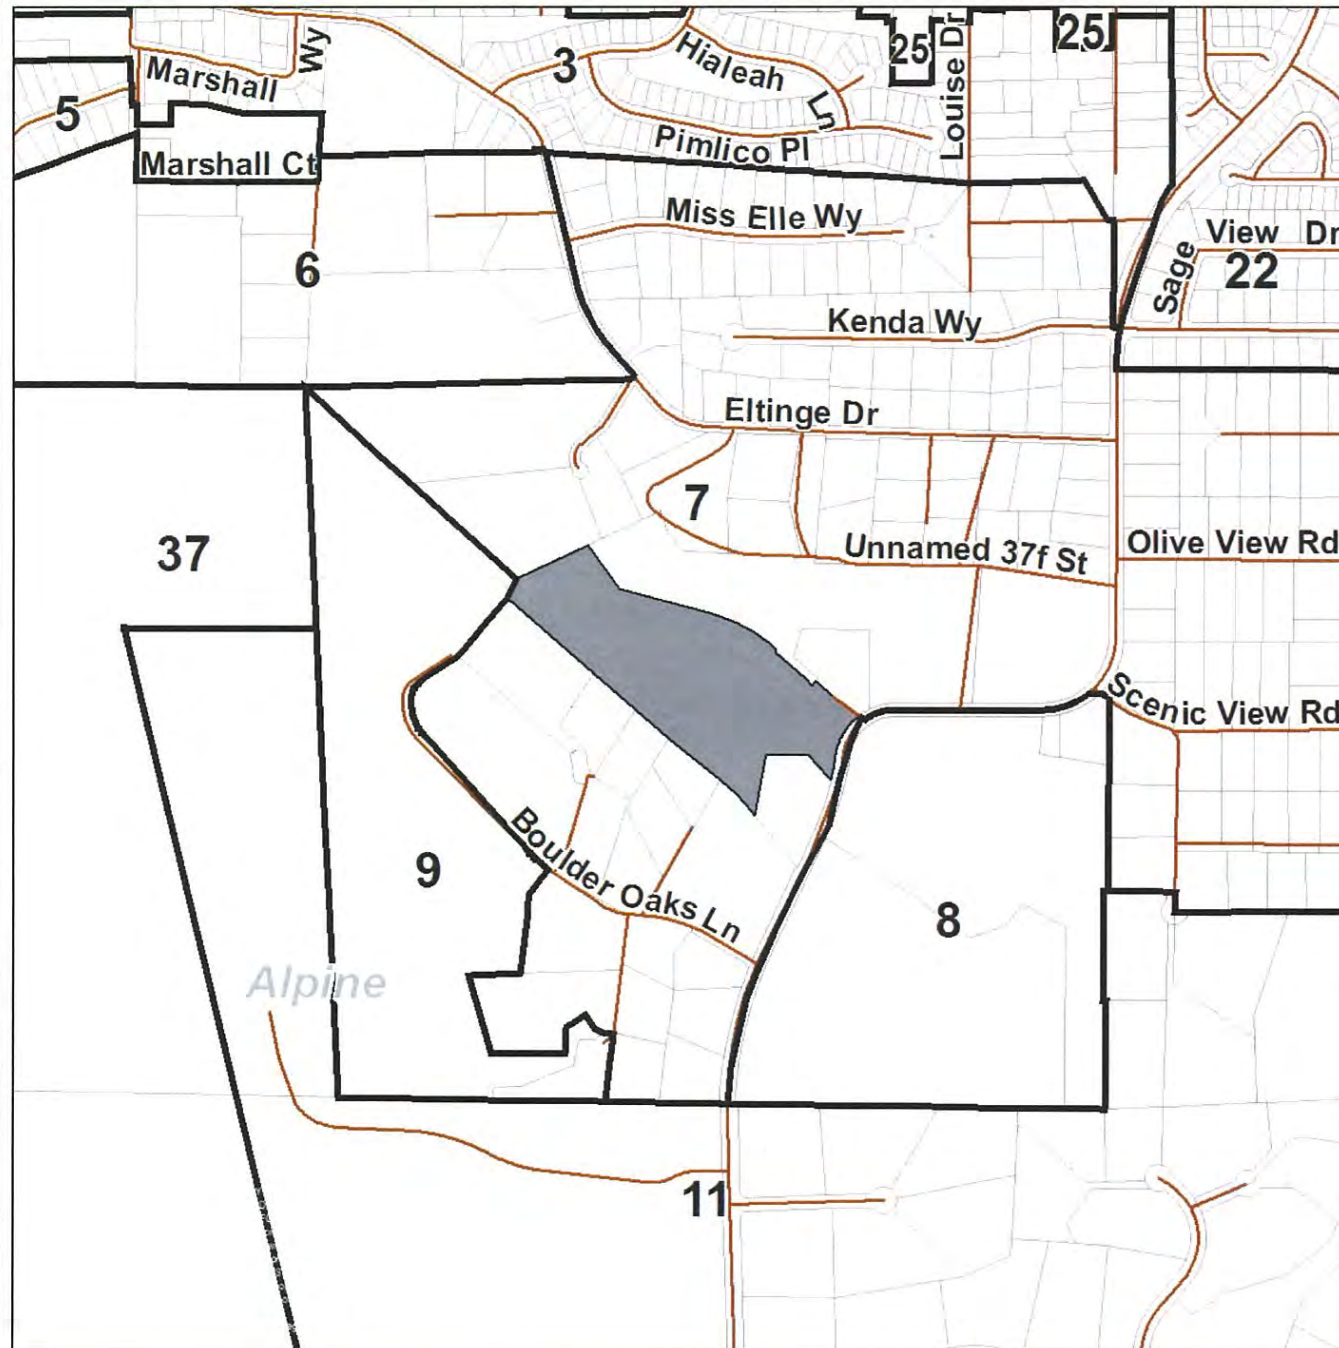 25
25
3
Hialeah Ln
Louise Dr
Marshall Wy
5
Pimlico Pl
Marshall Ct
Miss Elle Wy
View Dr
Sage
22
6
Kenda Wy
Eltinge Dr
7
37
Unnamed 37f St
Olive View Rd
Scenic View Rd
Boulder Oaks Ln
9
8
Alpine
11